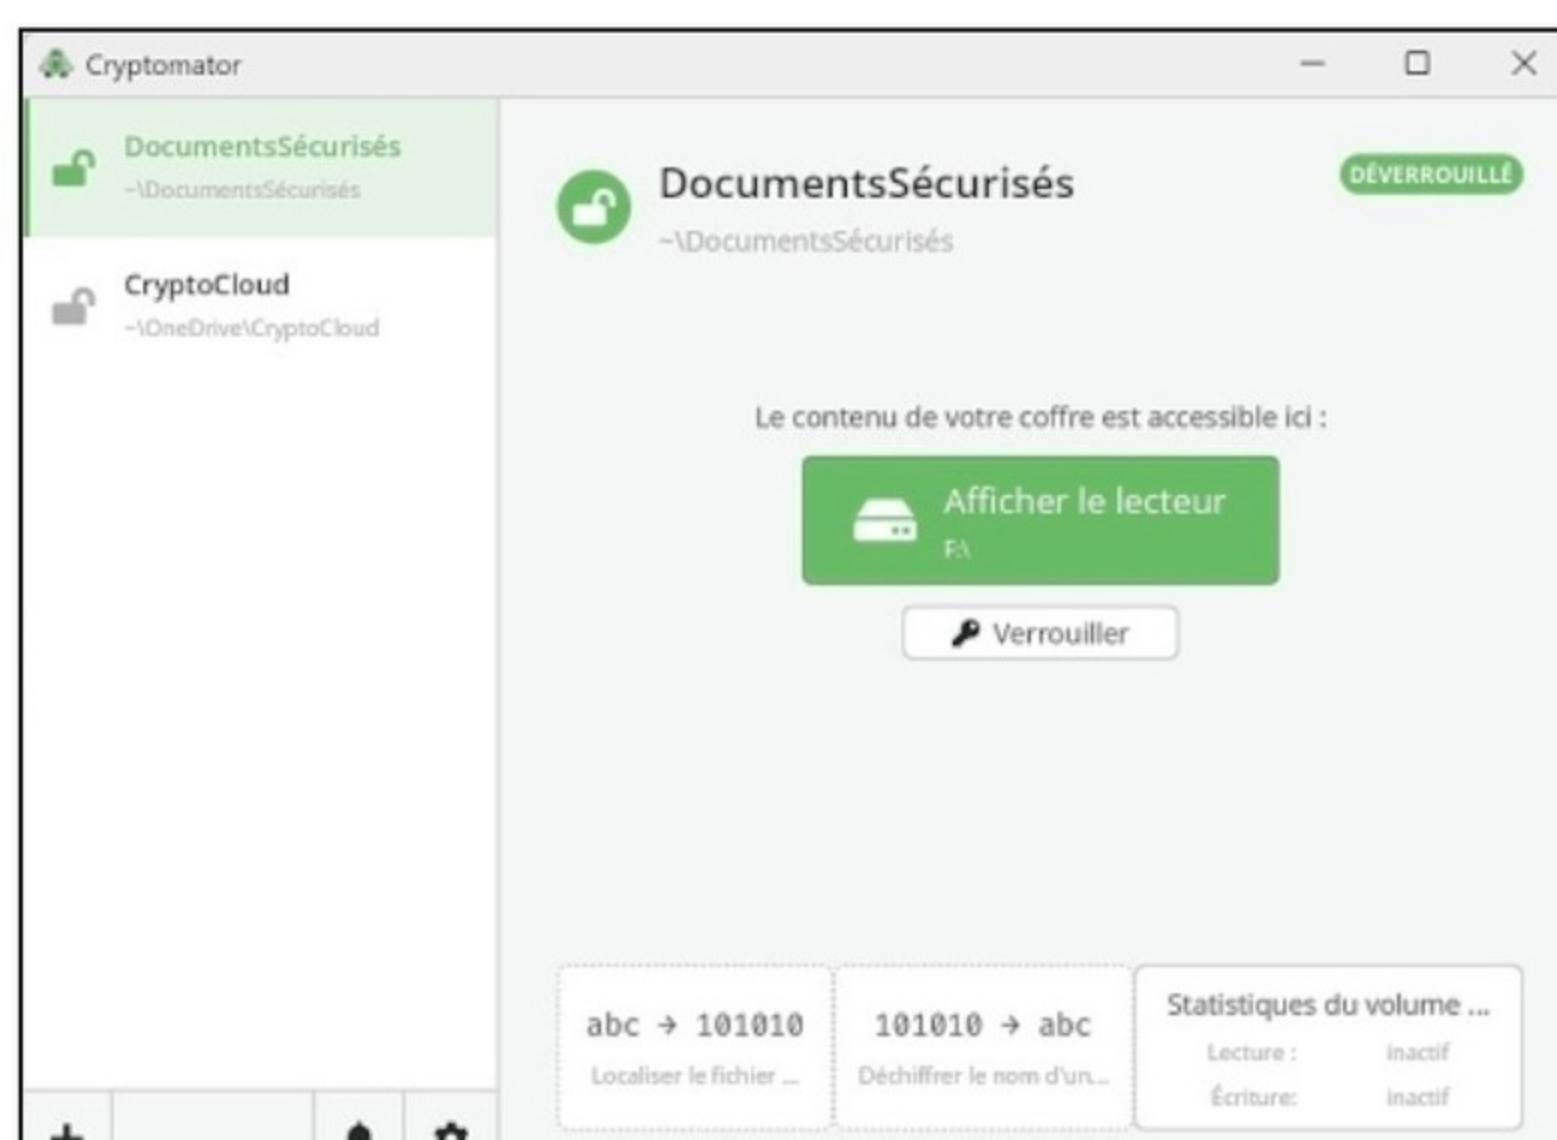 Cryptomator
DocumentsSécurisés
~\DocumentsSécurisés
CryptoCloud
~\OneDrive\CryptoCloud
DocumentsSécurisés
~\DocumentsSécurisés
DÉVERROUILLÉ
Le contenu de votre coffre est accessible ici :
Afficher le lecteur
F:\
Verrouiller
abc → 101010
Localiser le fichier ...
101010 → abc
Déchiffrer le nom d'un...
Statistiques du volume ...
Lecture : inactif
Écriture: inactif